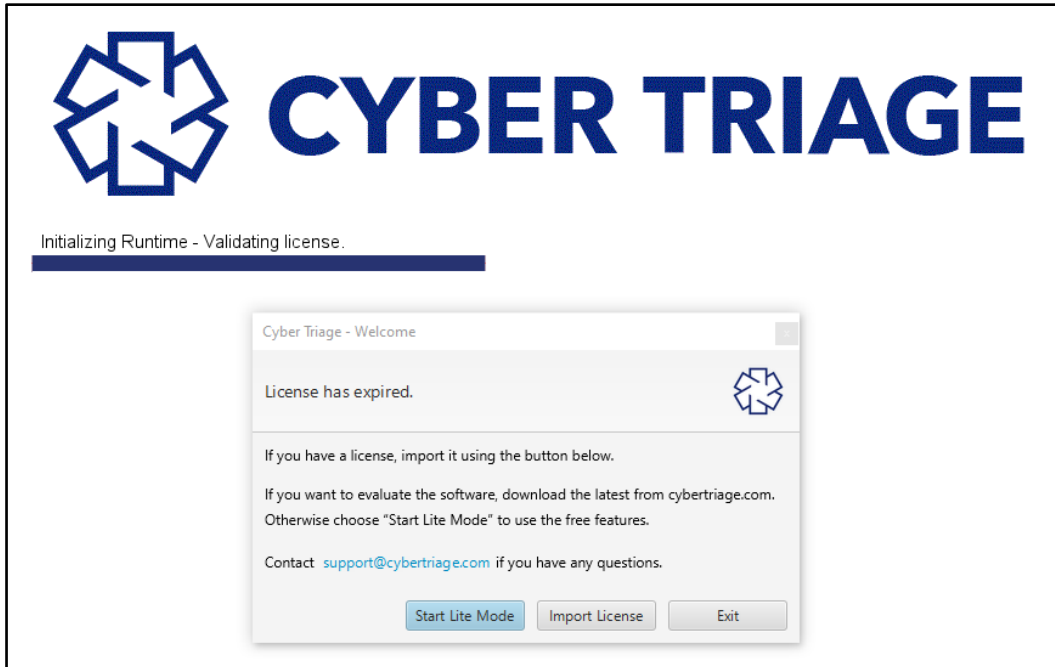 CYBER TRIAGE
Initializing Runtime - Validating license.
Cyber Triage - Welcome
License has expired.
If you have a license, import it using the button below.
If you want to evaluate the software, download the latest from cybertriage.com.
Otherwise choose “Start Lite Mode” to use the free features.
Contact support@cybertriage.com if you have any questions.
Start Lite Mode Import License Exit